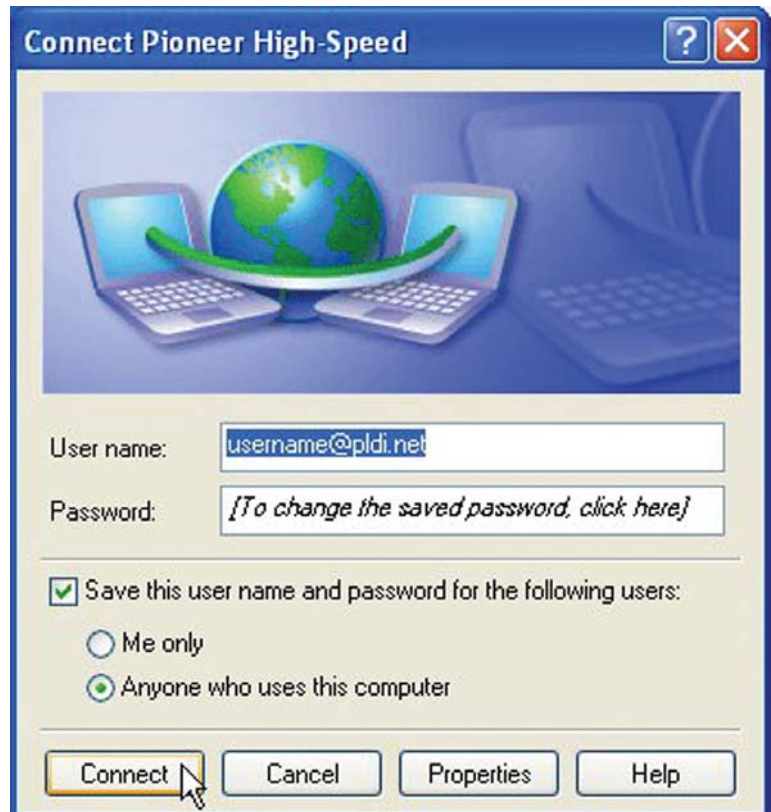 Connect Pioneer High-Speed
User name: username@pldi.net
Password: [To change the saved password, click here]
Save this user name and password for the following users:
Me only
Anyone who uses this computer
Connect Cancel Properties Help